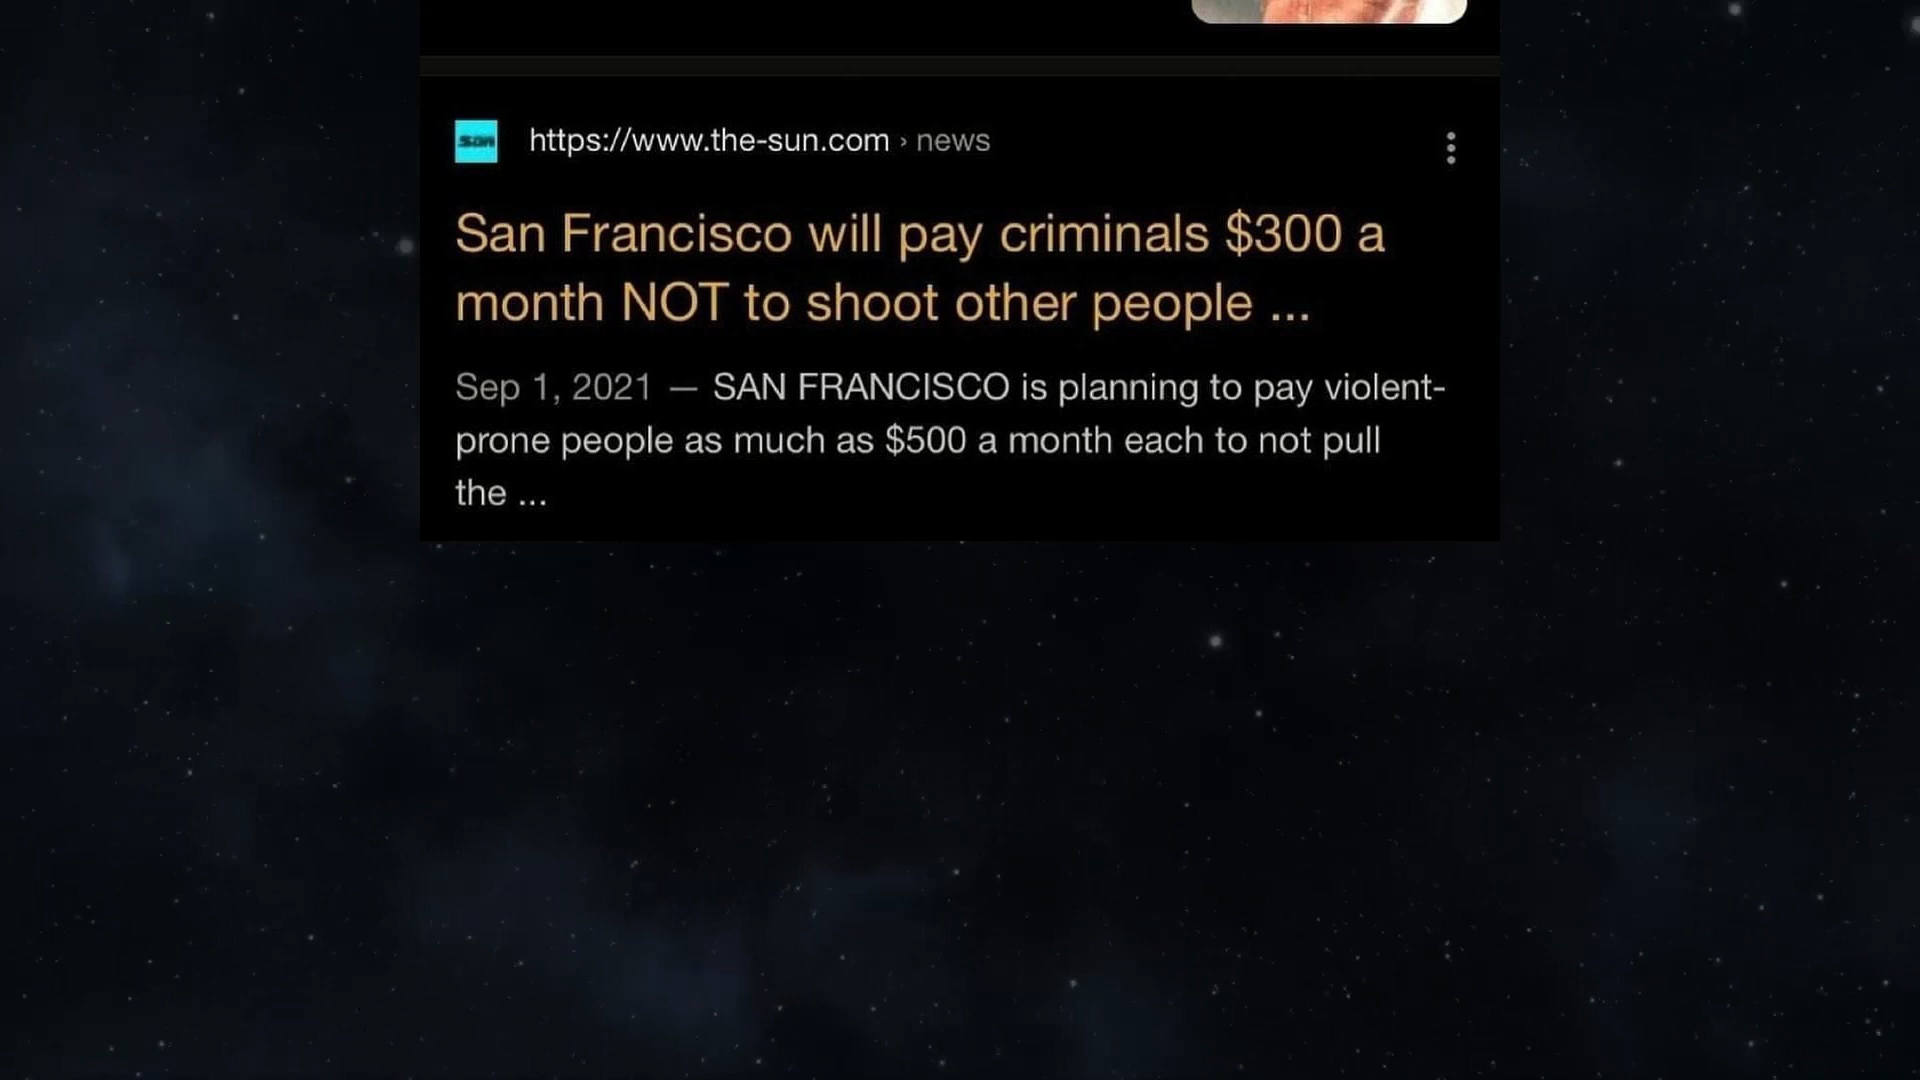 Sun
https://www.the-sun.com › news
San Francisco will pay criminals $300 a
month NOT to shoot other people ...
Sep 1, 2021 — SAN FRANCISCO is planning to pay violent-
prone people as much as $500 a month each to not pull
the ...